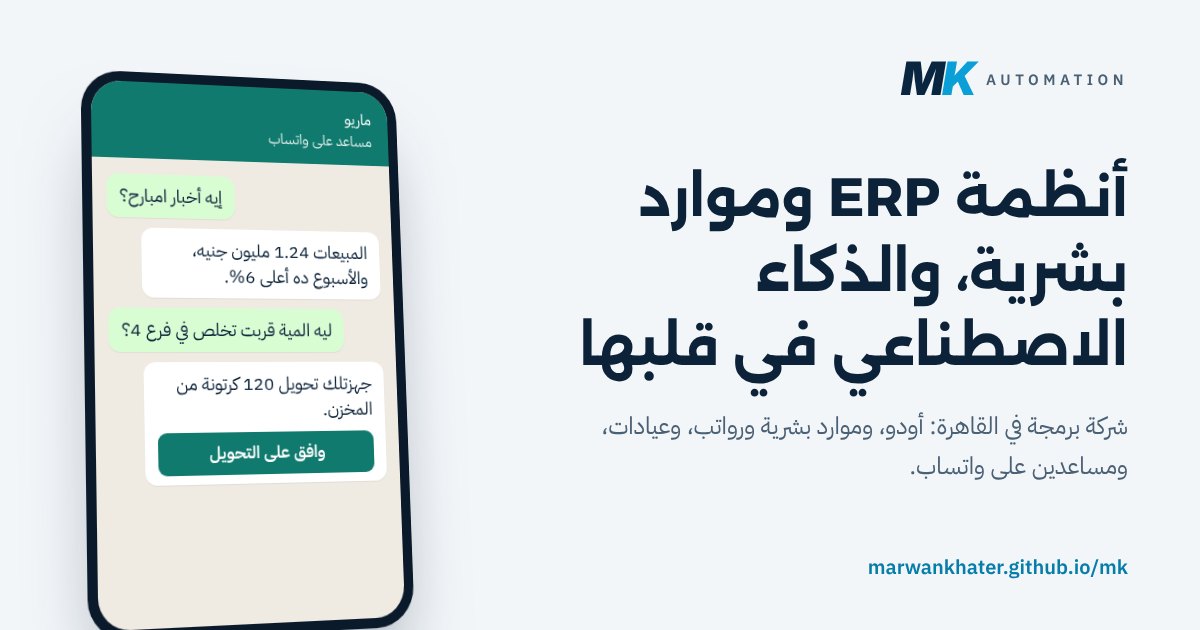 MK AUTOMATION
أنظمة ERP وموارد
بشرية، والذكاء
الاصطناعي في قلبها
شركة برمجة في القاهرة: أودو، وموارد بشرية ورواتب، وعيادات،
ومساعدين على واتساب.
marwankhater.github.io/mk
ماريو
مساعد على واتساب
إيه أخبار امبارح؟
المبيعات 1.24 مليون جنيه،
والأسبوع ده أعلى 6%.
ليه المية قربت تخلص في فرع 4؟
جهزتلك تحويل 120 كرتونة من
المخزن.
وافق على التحويل